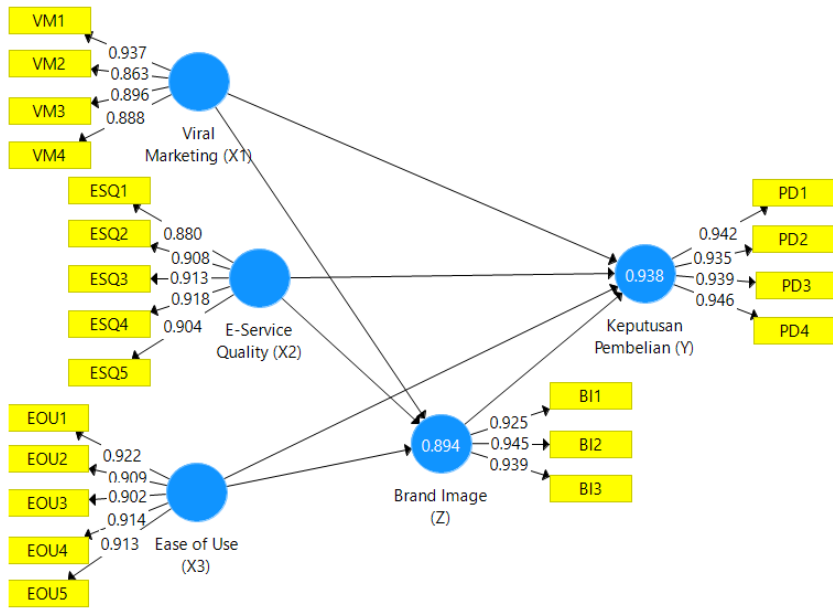 VM1
0.937
VM2
0.863
VM3
0.896
VM4
0.888
Viral
Marketing (X1)
ESQ1
0.880
ESQ2
0.908
ESQ3
0.913
ESQ4
0.918
ESQ5
0.904
E-Service
Quality (X2)
EOU1
0.922
EOU2
0.909
EOU3
0.902
EOU4
0.914
EOU5
0.913
Ease of Use
(X3)
0.894
Brand Image
(Z)
BI1
0.925
BI2
0.945
BI3
0.939
0.938
Keputusan
Pembelian (Y)
PD1
0.942
PD2
0.935
PD3
0.939
PD4
0.946